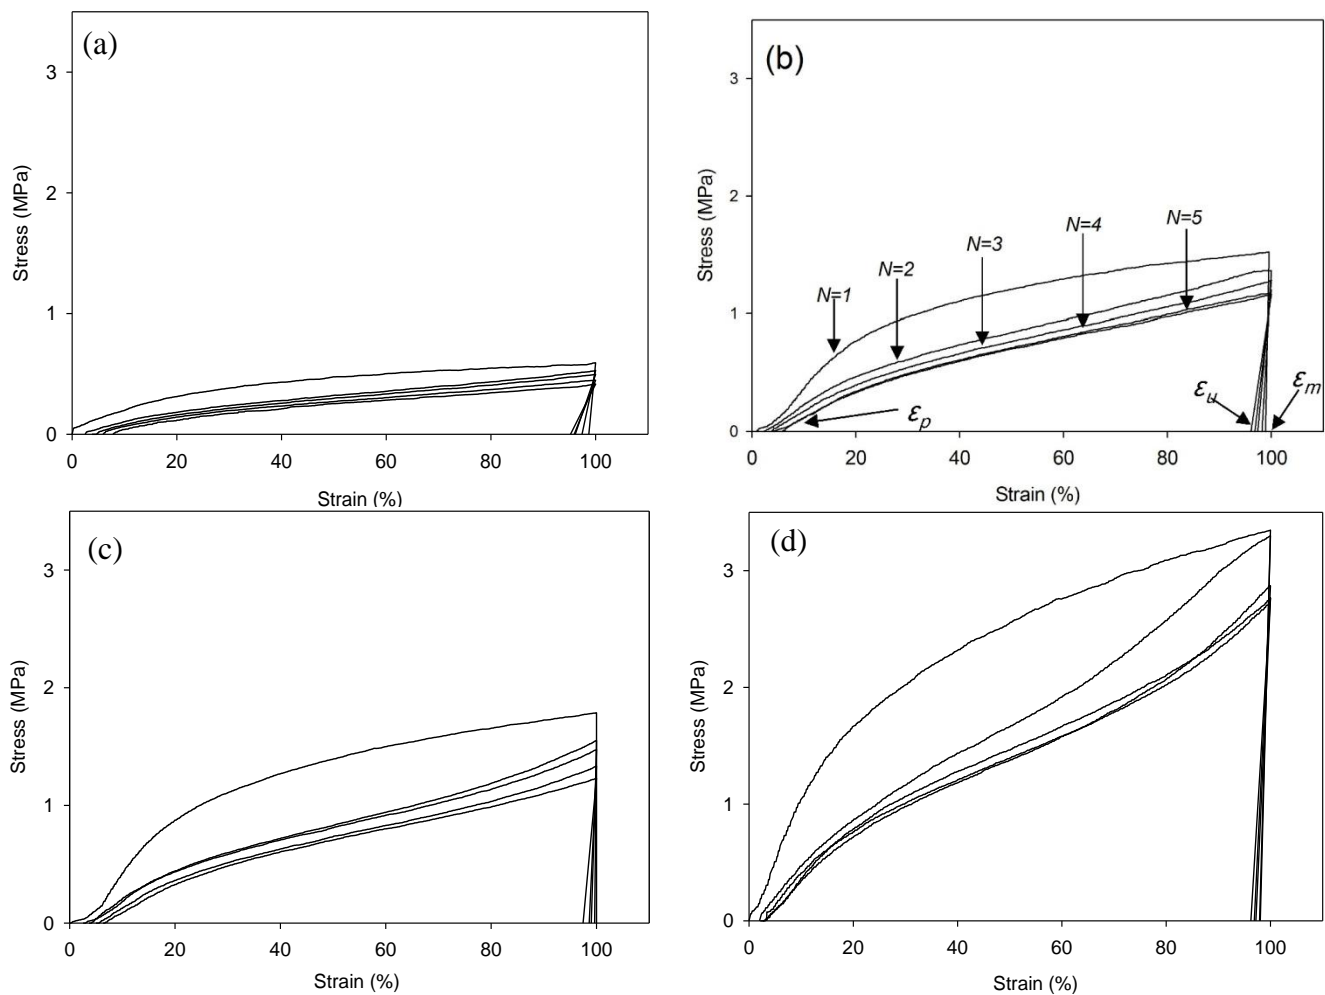 (a)
3
2
1
0
Stress (MPa)
0 20 40 60 80 100
Strain (%)
(b)
3
2
1
0
Stress (MPa)
N=1
N=2
N=3
N=4
N=5
εp
εu
εm
0 20 40 60 80 100
Strain (%)
(c)
3
2
1
0
Stress (MPa)
0 20 40 60 80 100
Strain (%)
(d)
3
2
1
0
Stress (MPa)
0 20 40 60 80 100
Strain (%)